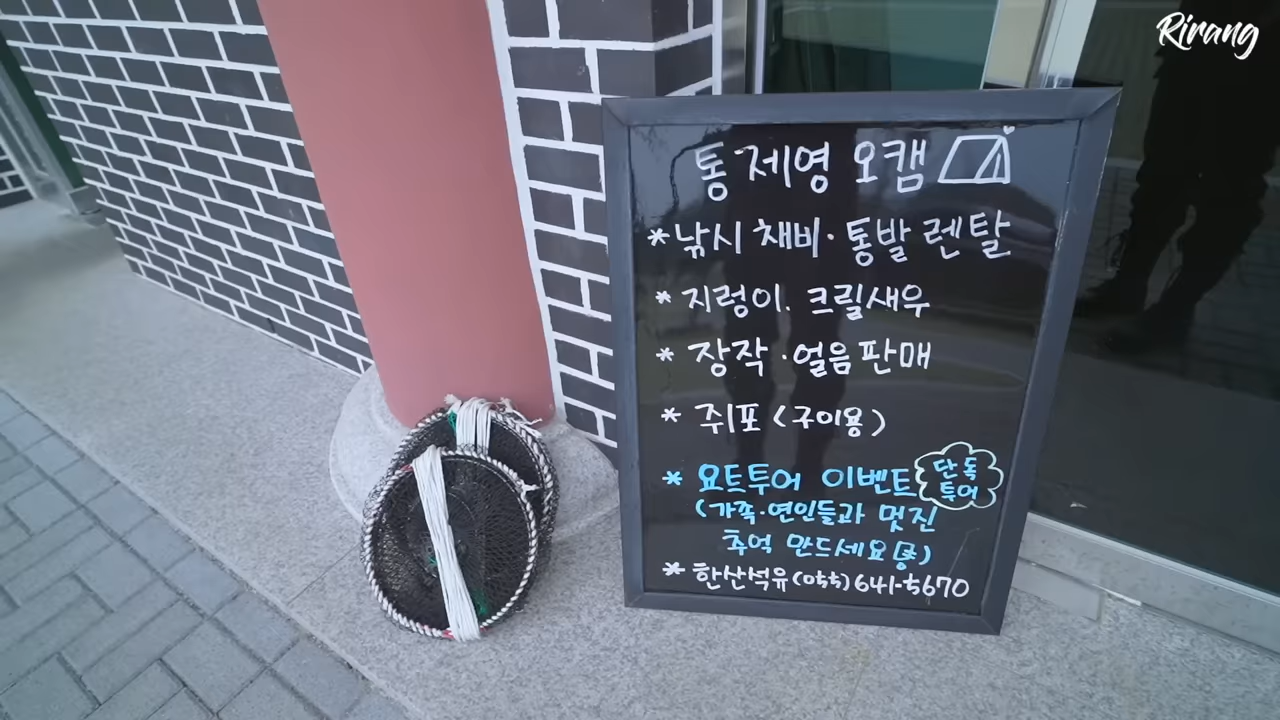 Rirang
통 제영 오캠
*낚시 채비·통발 렌탈
* 지렁이. 크릴새우
* 장작·얼음판매
* 쥐포 (구이용)
* 요트투어 이벤트 단독 투어
(가족·연인들과 멋진
추억 만드세요
* 한산석유 (055) 641-5670